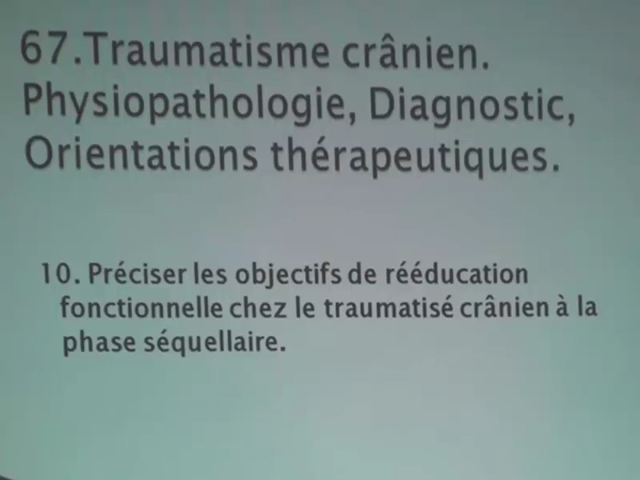 67.Traumatisme crânien.
Physiopathologie, Diagnostic,
Orientations thérapeutiques.
10. Préciser les objectifs de rééducation
fonctionnelle chez le traumatisé crânien à la
phase séquellaire.